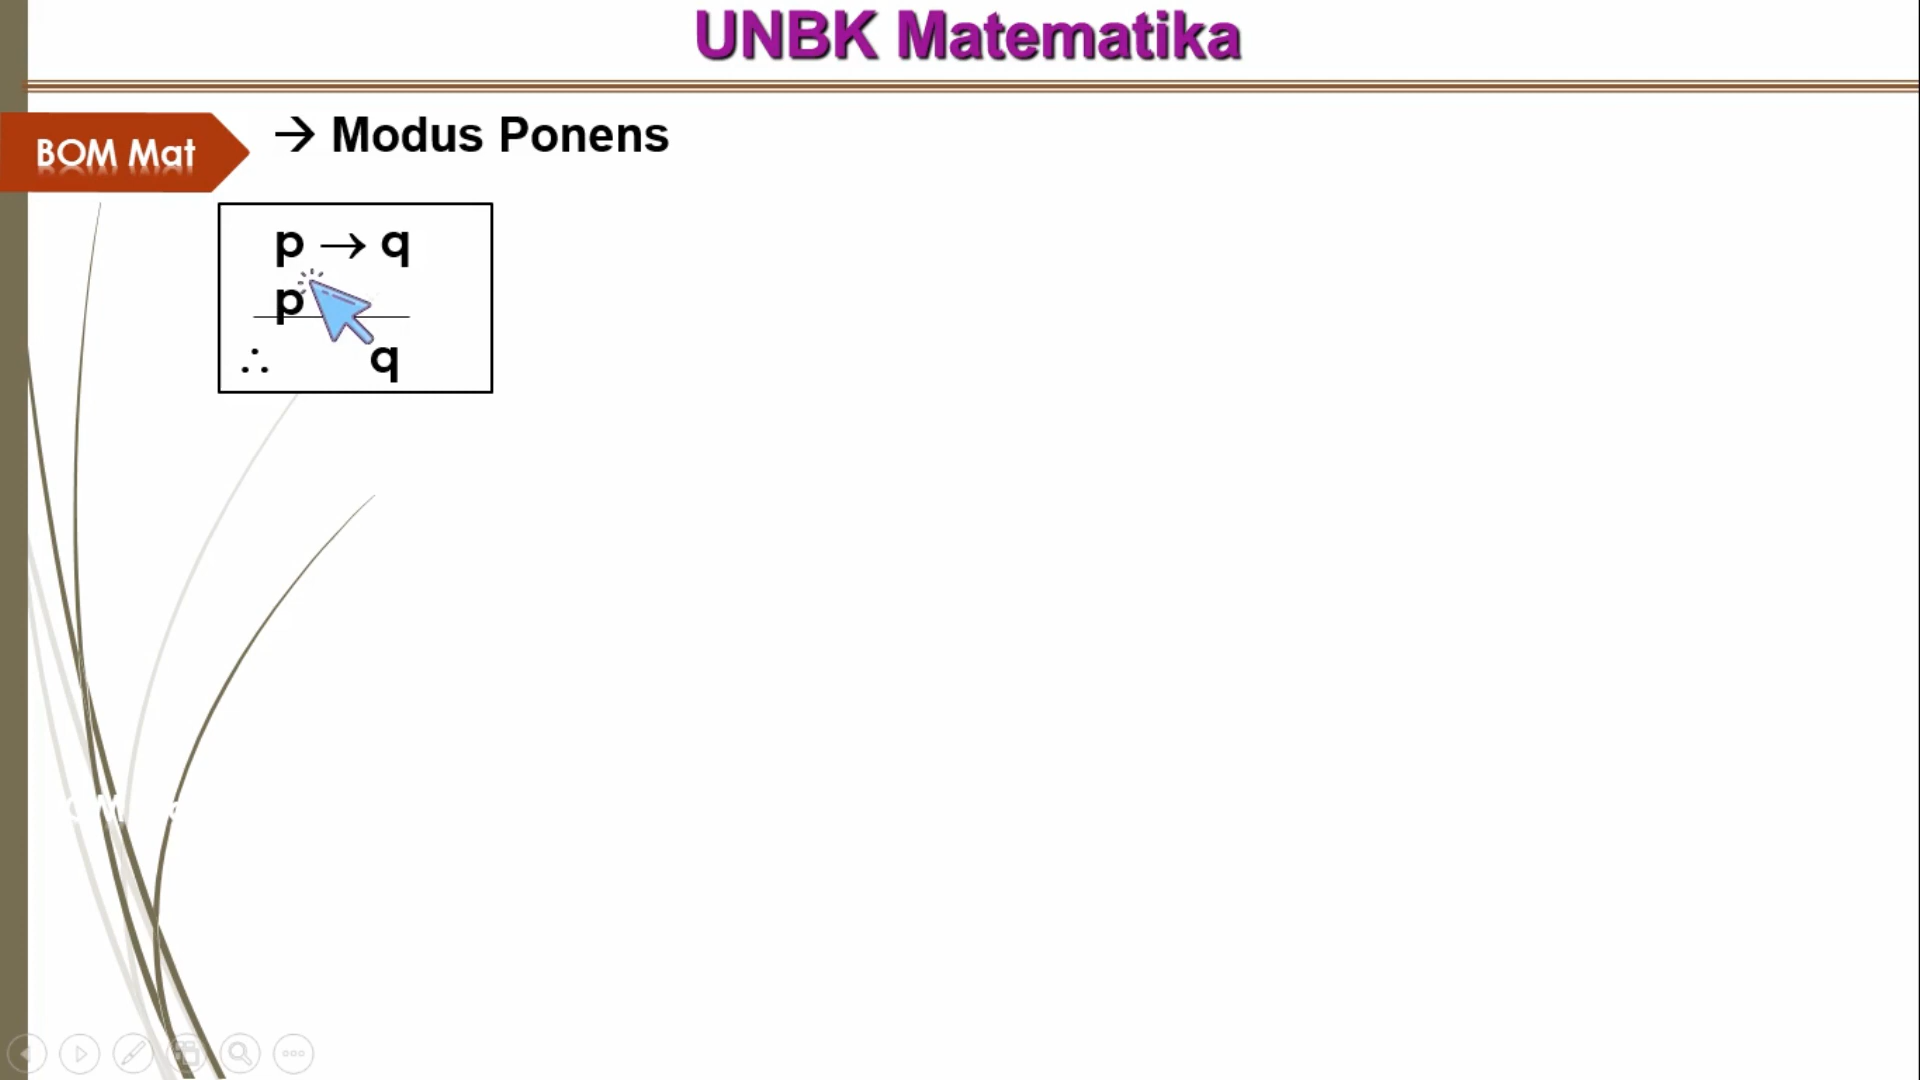 UNBK Matematika
BOM Mat
→ Modus Ponens
p → q
p
∴ q